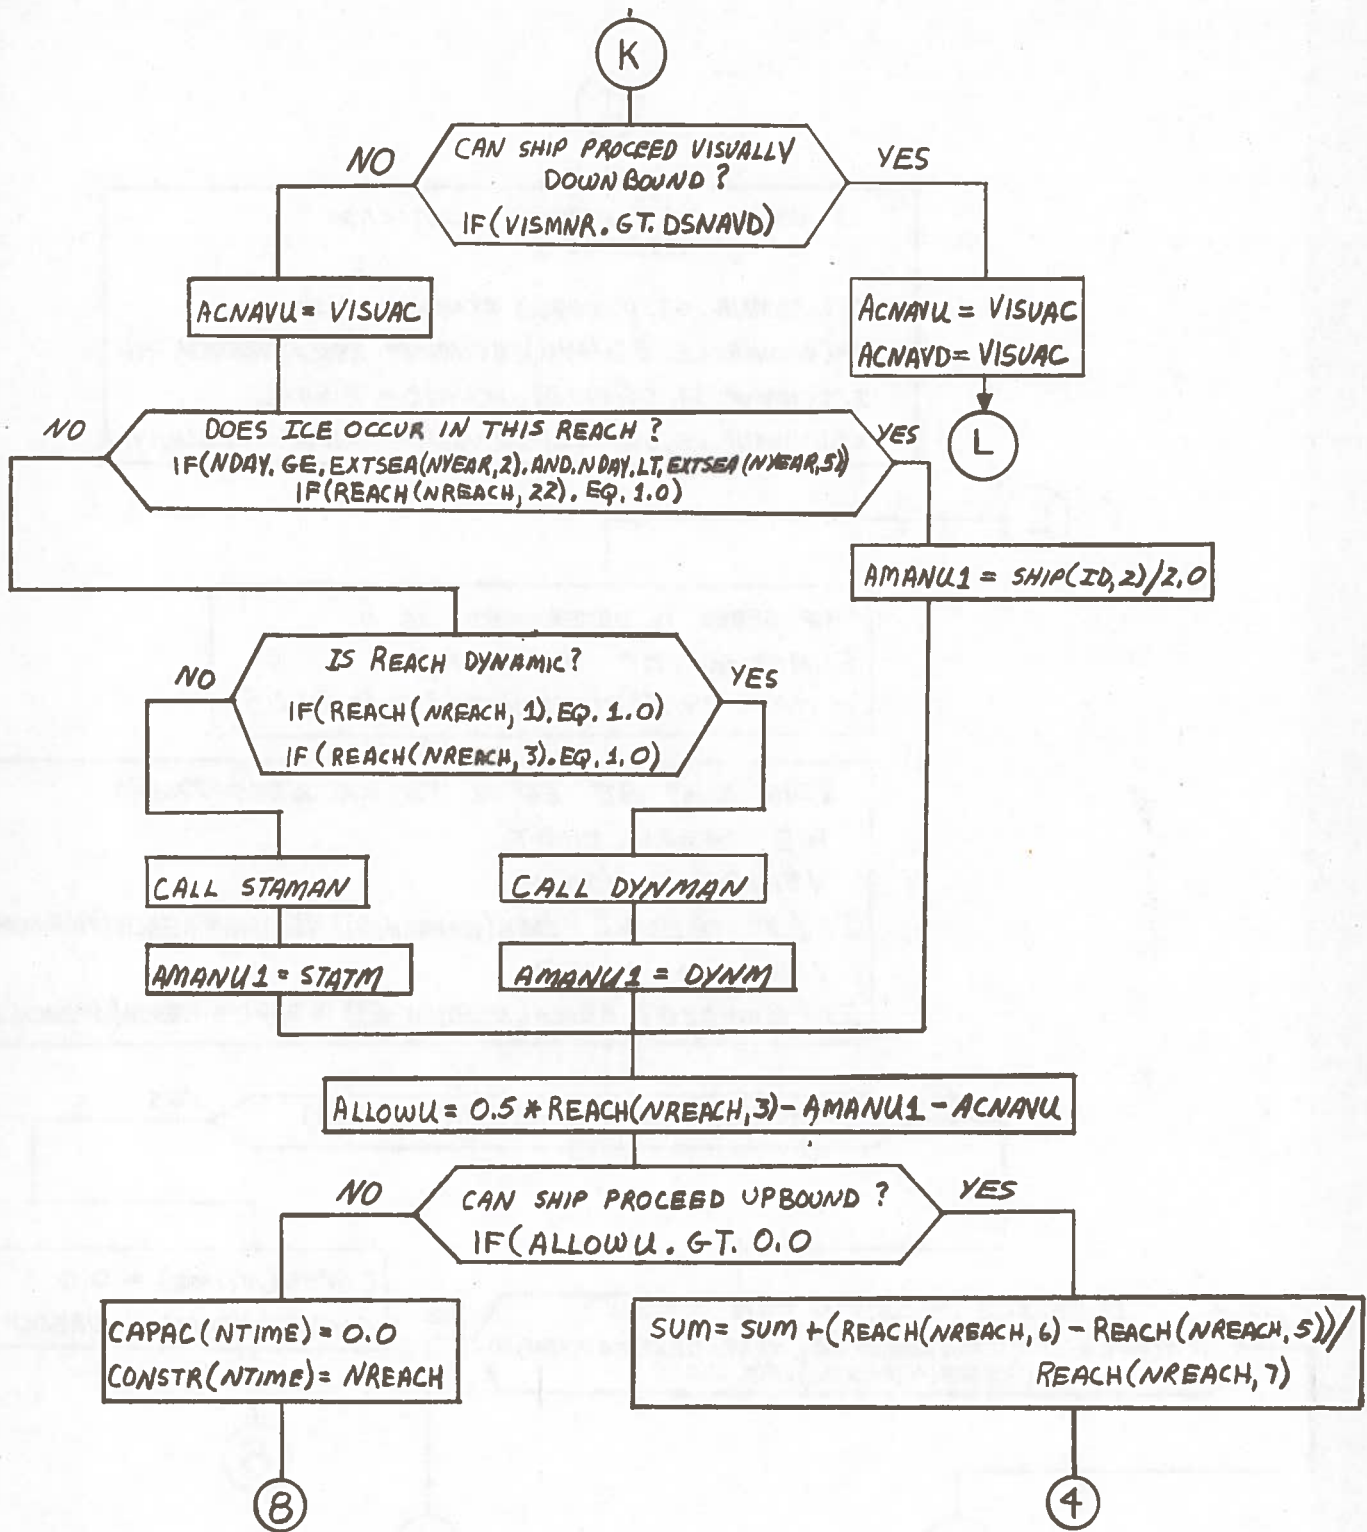 K
CAN SHIP PROCEED VISUALLY
DOWNBOUND?
IF(VISMNR.GT.DSNAVD)
NO
YES
ACNAVU = VISUAC
ACNAVU = VISUAC
ACNAVD = VISUAC
L
NO
DOES ICE OCCUR IN THIS REACH?
IF(NDAY.GE.EXTSEA(NYEAR,2).AND.NDAY.LT.EXTSEA(NYEAR,5))
IF(REACH(NREACH,22).EQ.1.0)
YES
AMANU1 = SHIP(ID,2)/2.0
NO
IS REACH DYNAMIC?
IF(REACH(NREACH,1).EQ.1.0)
IF(REACH(NREACH,3).EQ.1.0)
YES
CALL STAMAN
CALL DYNMAN
AMANU1 = STATM
AMANU1 = DYNM
ALLOWU = 0.5 * REACH(NREACH,3) - AMANU1 - ACNAVU
NO
CAN SHIP PROCEED UPBOUND?
IF(ALLOWU.GT.0.0
YES
CAPAC(NTIME) = 0.0
CONSTR(NTIME) = NREACH
SUM = SUM + (REACH(NREACH,6) - REACH(NREACH,5))/
REACH(NREACH,7)
8
4